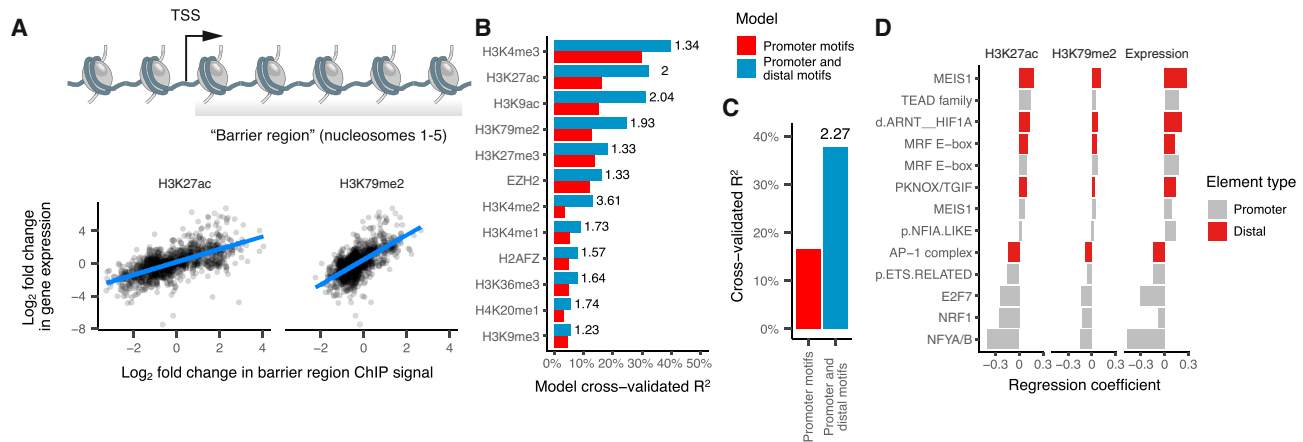 A
TSS
"Barrier region" (nucleosomes 1-5)
H3K27ac
H3K79me2
Log2 fold change
in gene expression
4
0
−4
−8
−2
0
2
4
−2
0
2
4
Log2 fold change in barrier region ChIP signal
B
Model
Promoter motifs
Promoter and
distal motifs
H3K4me3
1.34
H3K27ac
2
H3K9ac
2.04
H3K79me2
1.93
H3K27me3
1.33
EZH2
1.33
H3K4me2
3.61
H3K4me1
1.73
H2AFZ
1.57
H3K36me3
1.64
H4K20me1
1.74
H3K9me3
1.23
0% 10% 20% 30% 40% 50%
Model cross−validated R2
C
2.27
Cross−validated R2
40%
30%
20%
10%
0%
Promoter motifs
Promoter and
distal motifs
D
H3K27ac
H3K79me2
Expression
MEIS1
TEAD family
d.ARNT__HIF1A
MRF E−box
MRF E−box
PKNOX/TGIF
MEIS1
p.NFIA.LIKE
AP−1 complex
p.ETS.RELATED
E2F7
NRF1
NFYA/B
−0.3 0 0.3
−0.3 0 0.3
−0.3 0 0.3
Regression coefficient
Element type
Promoter
Distal